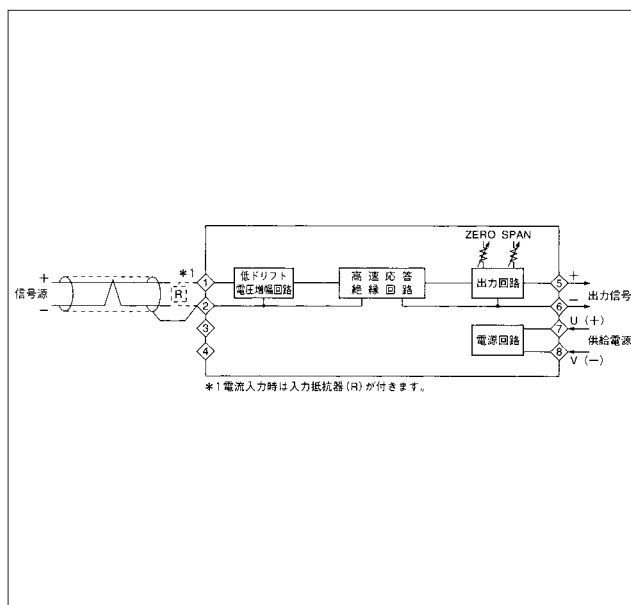 ZERO SPAN
*1
+
信号源
−
R
1
2
3
4
低ドリフト
電圧増幅回路
高速応答
絶縁回路
出力回路
電源回路
5
+
出力信号
6
−
7
U(+)
供給電源
8
V(−)
*1電流入力時は入力抵抗器(R)が付きます。